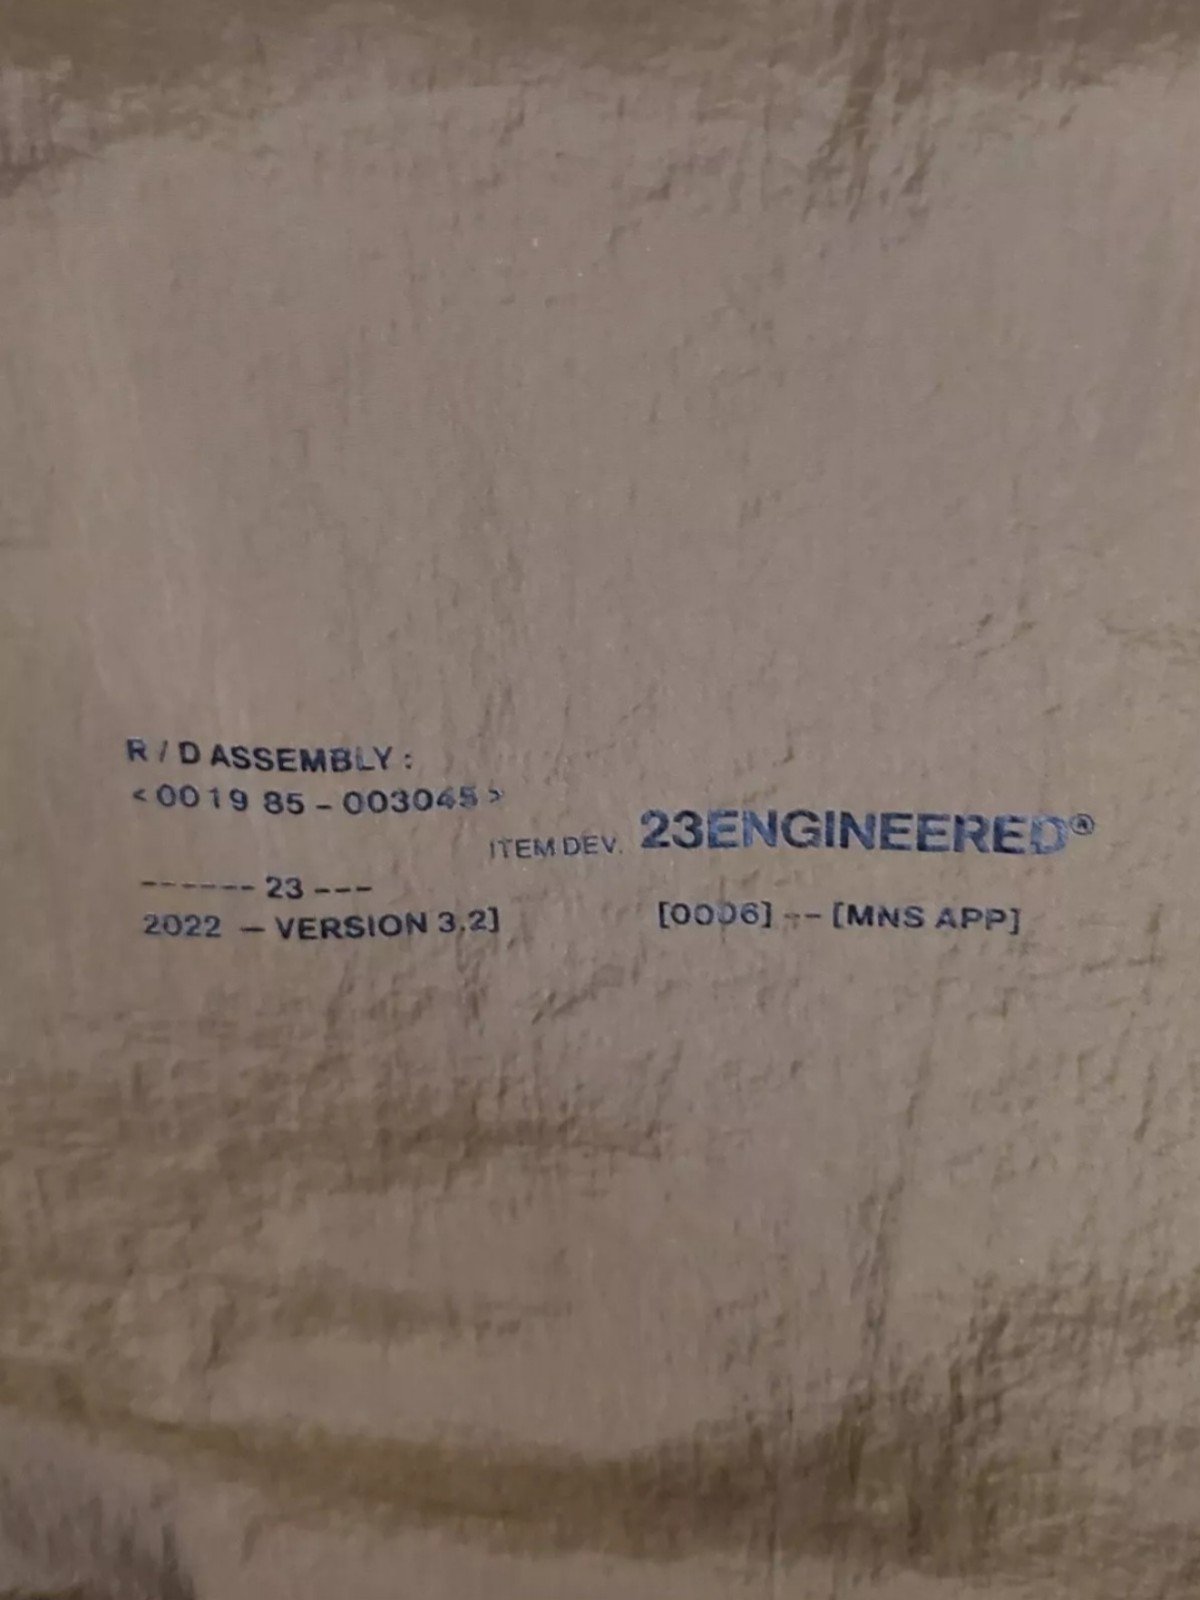 R / D ASSEMBLY :
<0019 85 - 003045>
ITEM DEV. 23ENGINEERED®
------ 23 ---
2022 – VERSION 3.2]
[0006] --- [MNS APP]